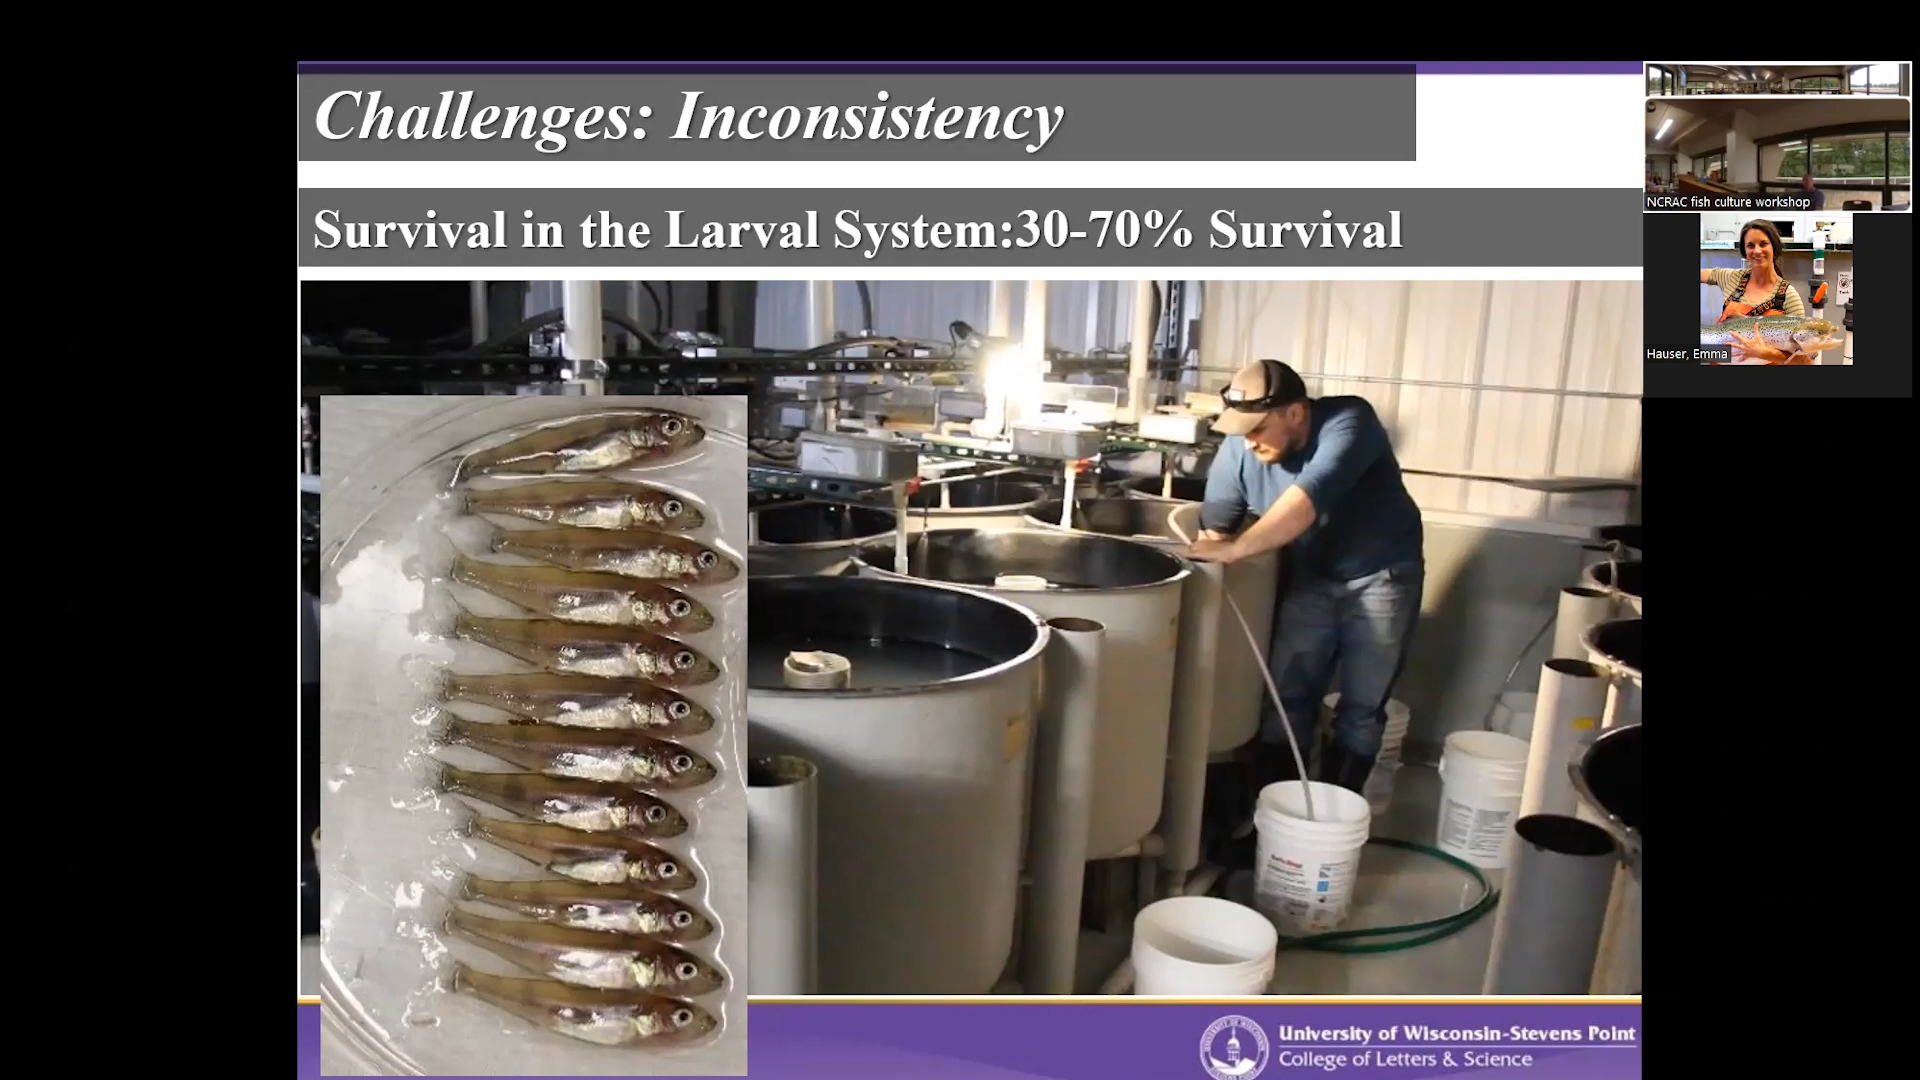 Challenges: Inconsistency
Survival in the Larval System:30-70% Survival
NCRAC fish culture workshop
Hauser, Emma
University of Wisconsin-Stevens Point
College of Letters & Science